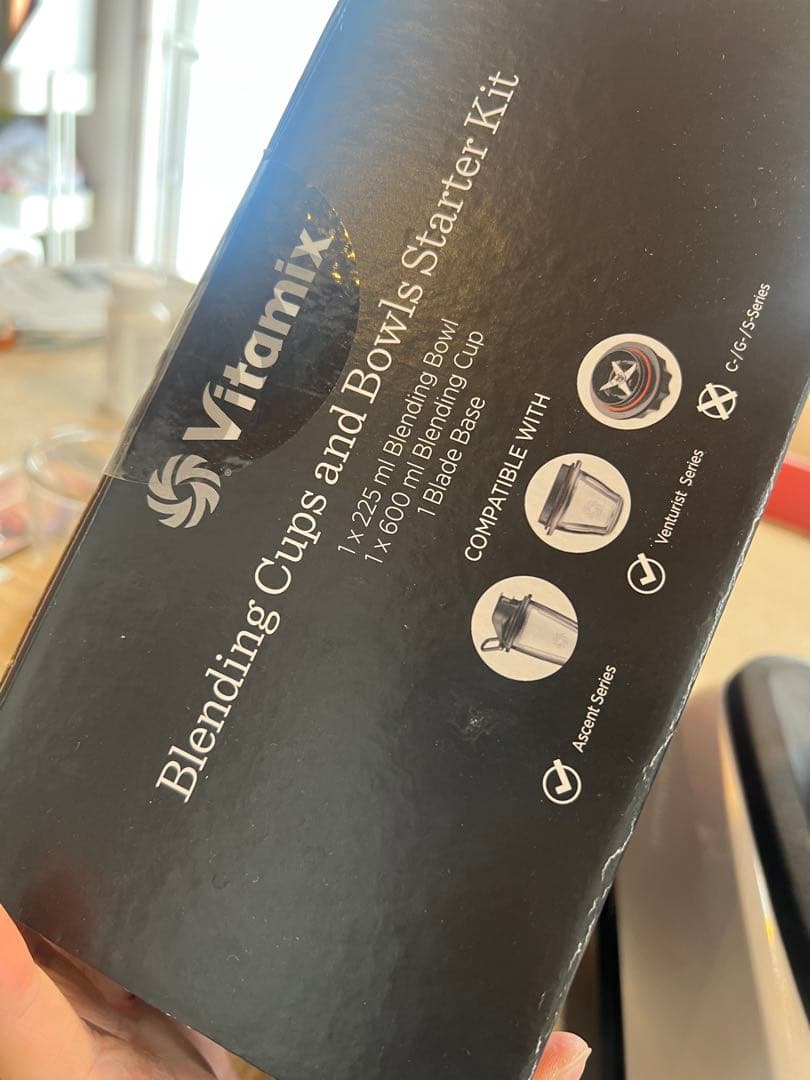 Vitamix®
Blending Cups and Bowls Starter Kit
1 x 225 ml Blending Bowl
1 x 600 ml Blending Cup
1 Blade Base
COMPATIBLE WITH
Ascent Series
Venturist Series
C-/G-/S-Series